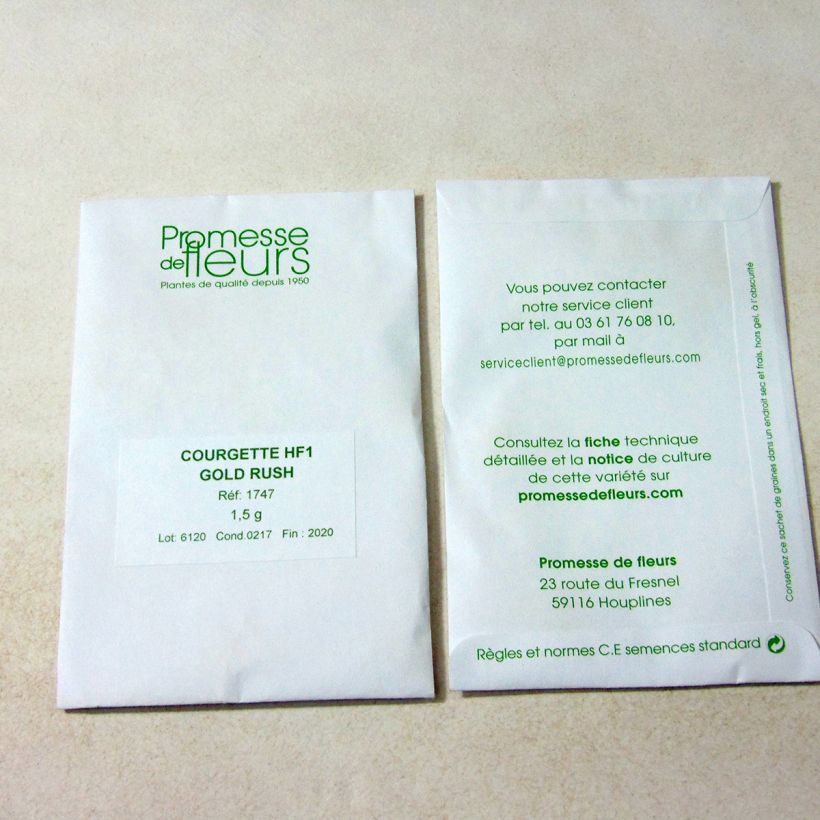 Promesse
de fleurs
Plantes de qualité depuis 1950
COURGETTE HF1
GOLD RUSH
Réf: 1747
1,5 g
Lot: 6120 Cond.0217 Fin : 2020
Vous pouvez contacter
notre service client
par tel. au 03 61 76 08 10,
par mail à
serviceclient@promessedefleurs.com
Consultez la fiche technique
détaillée et la notice de culture
de cette variété sur
promessedefleurs.com
Promesse de fleurs
23 route du Fresnel
59116 Houplines
Règles et normes C.E semences standard
Conservez ce sachet de graines dans un endroit sec et frais, hors gel, à l'obscurité